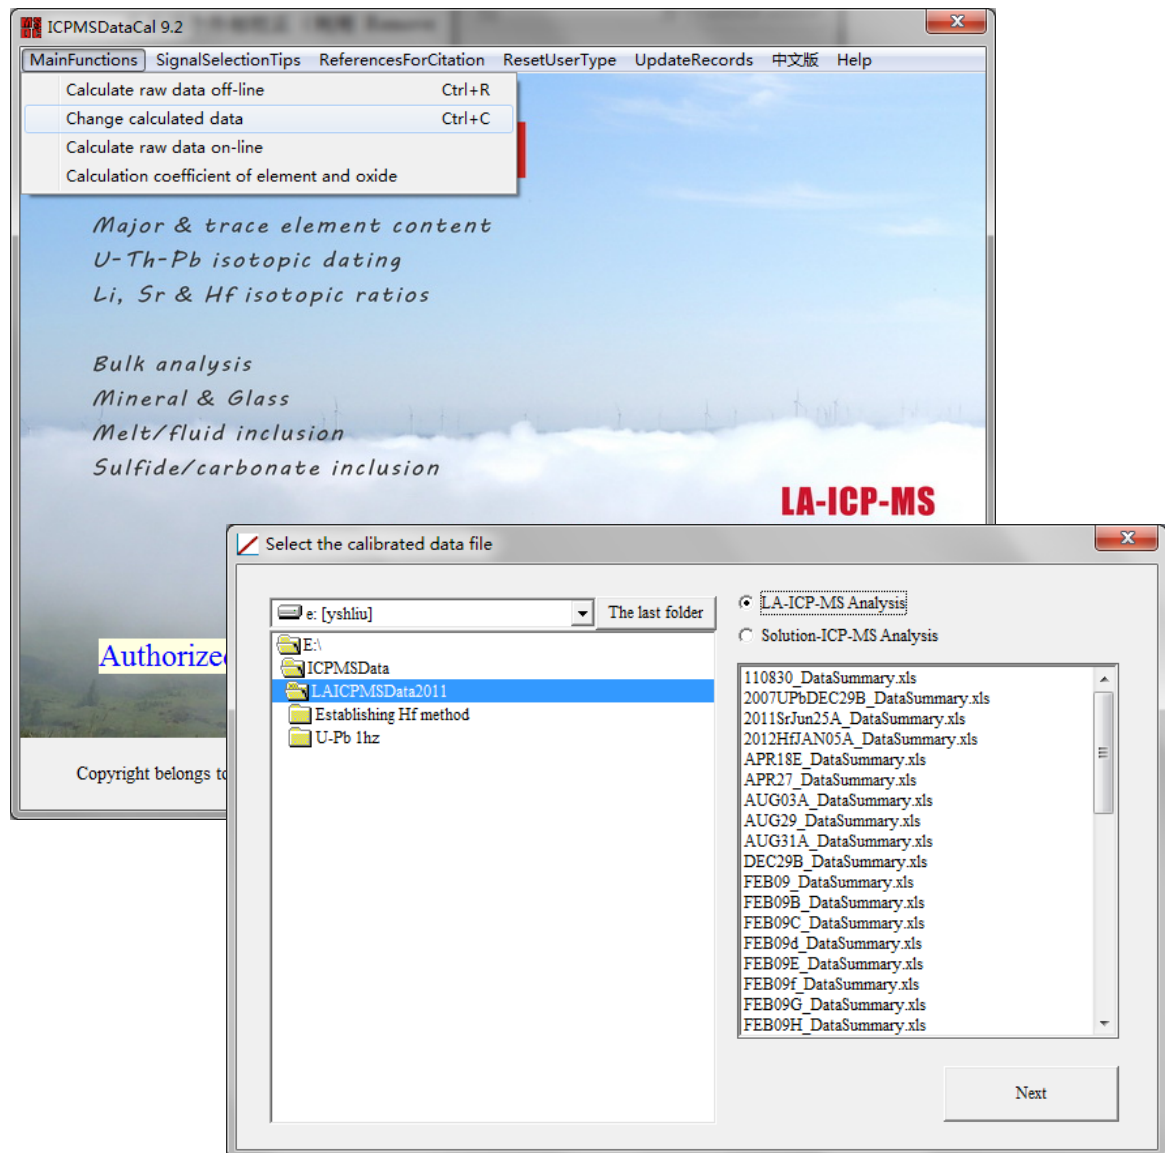 ICPMSDataCal 9.2
MainFunctions SignalSelectionTips ReferencesForCitation ResetUserType UpdateRecords 中文版 Help
Calculate raw data off-line Ctrl+R
Change calculated data Ctrl+C
Calculate raw data on-line
Calculation coefficient of element and oxide
Major & trace element content
U-Th-Pb isotopic dating
Li, Sr & Hf isotopic ratios
Bulk analysis
Mineral & Glass
Melt/fluid inclusion
Sulfide/carbonate inclusion
LA-ICP-MS
Copyright belongs to
Select the calibrated data file
e: [yshliu]
The last folder
E:\
ICPMSData
LAICPMSData2011
Establishing Hf method
U-Pb 1hz
LA-ICP-MS Analysis
Solution-ICP-MS Analysis
110830_DataSummary.xls
2007UPbDEC29B_DataSummary.xls
2011SrJun25A_DataSummary.xls
2012HfJAN05A_DataSummary.xls
APR18E_DataSummary.xls
APR27_DataSummary.xls
AUG03A_DataSummary.xls
AUG29_DataSummary.xls
AUG31A_DataSummary.xls
DEC29B_DataSummary.xls
FEB09_DataSummary.xls
FEB09B_DataSummary.xls
FEB09C_DataSummary.xls
FEB09d_DataSummary.xls
FEB09E_DataSummary.xls
FEB09f_DataSummary.xls
FEB09G_DataSummary.xls
FEB09H_DataSummary.xls
Next